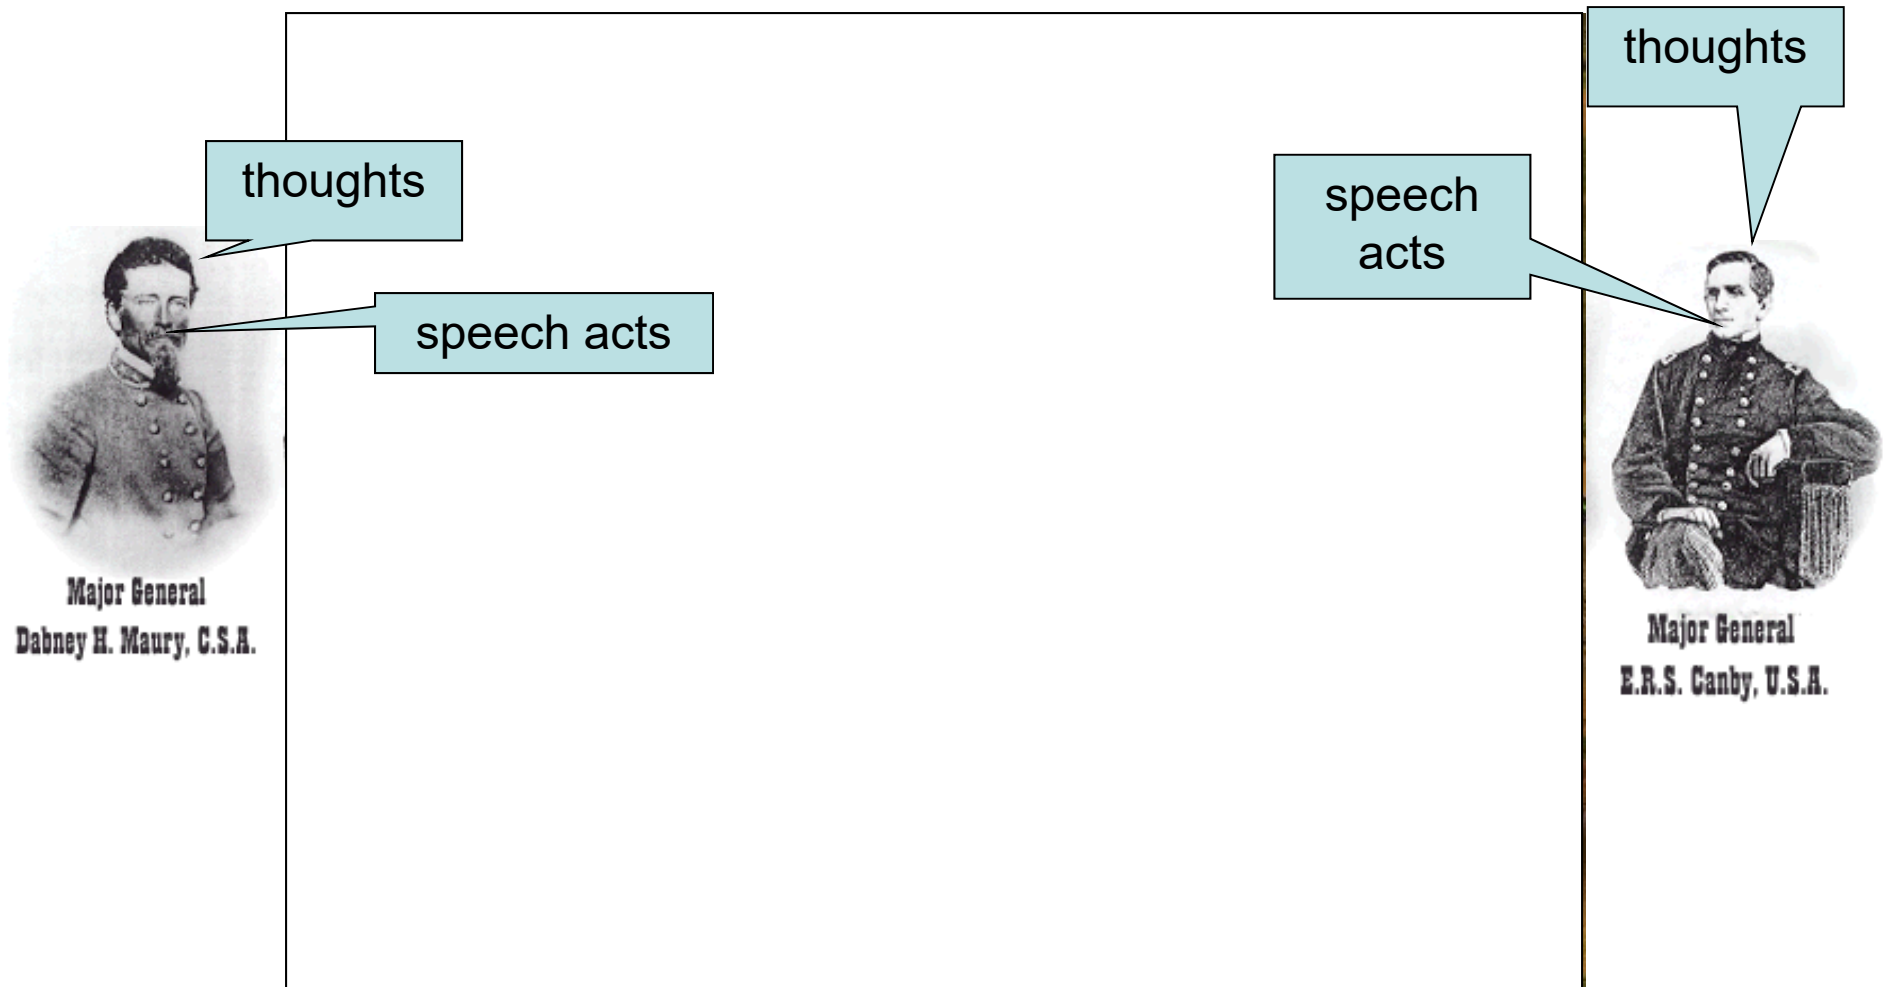 thoughts
thoughts
speech
acts
speech acts
Major General
Dabney H. Maury, C.S.A.
Major General
E.R.S. Canby, U.S.A.